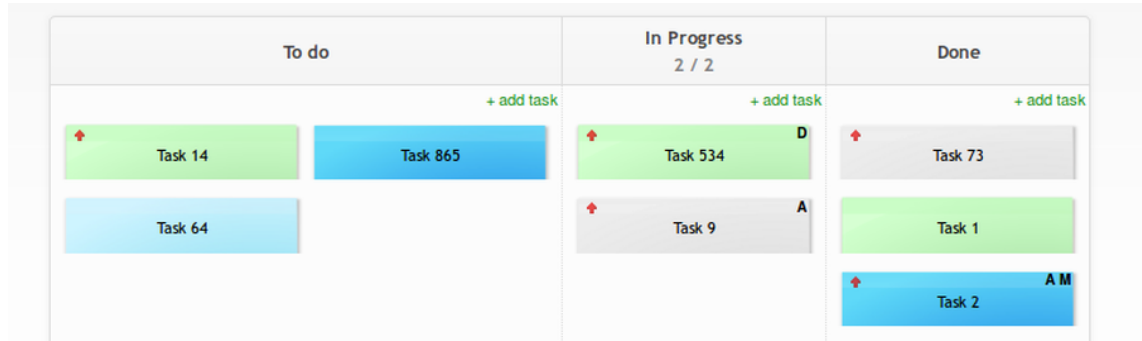 To do
In Progress
2 / 2
Done
+ add task
+ add task
+ add task
Task 14
Task 865
D
Task 534
Task 73
Task 64
A
Task 9
Task 1
A M
Task 2